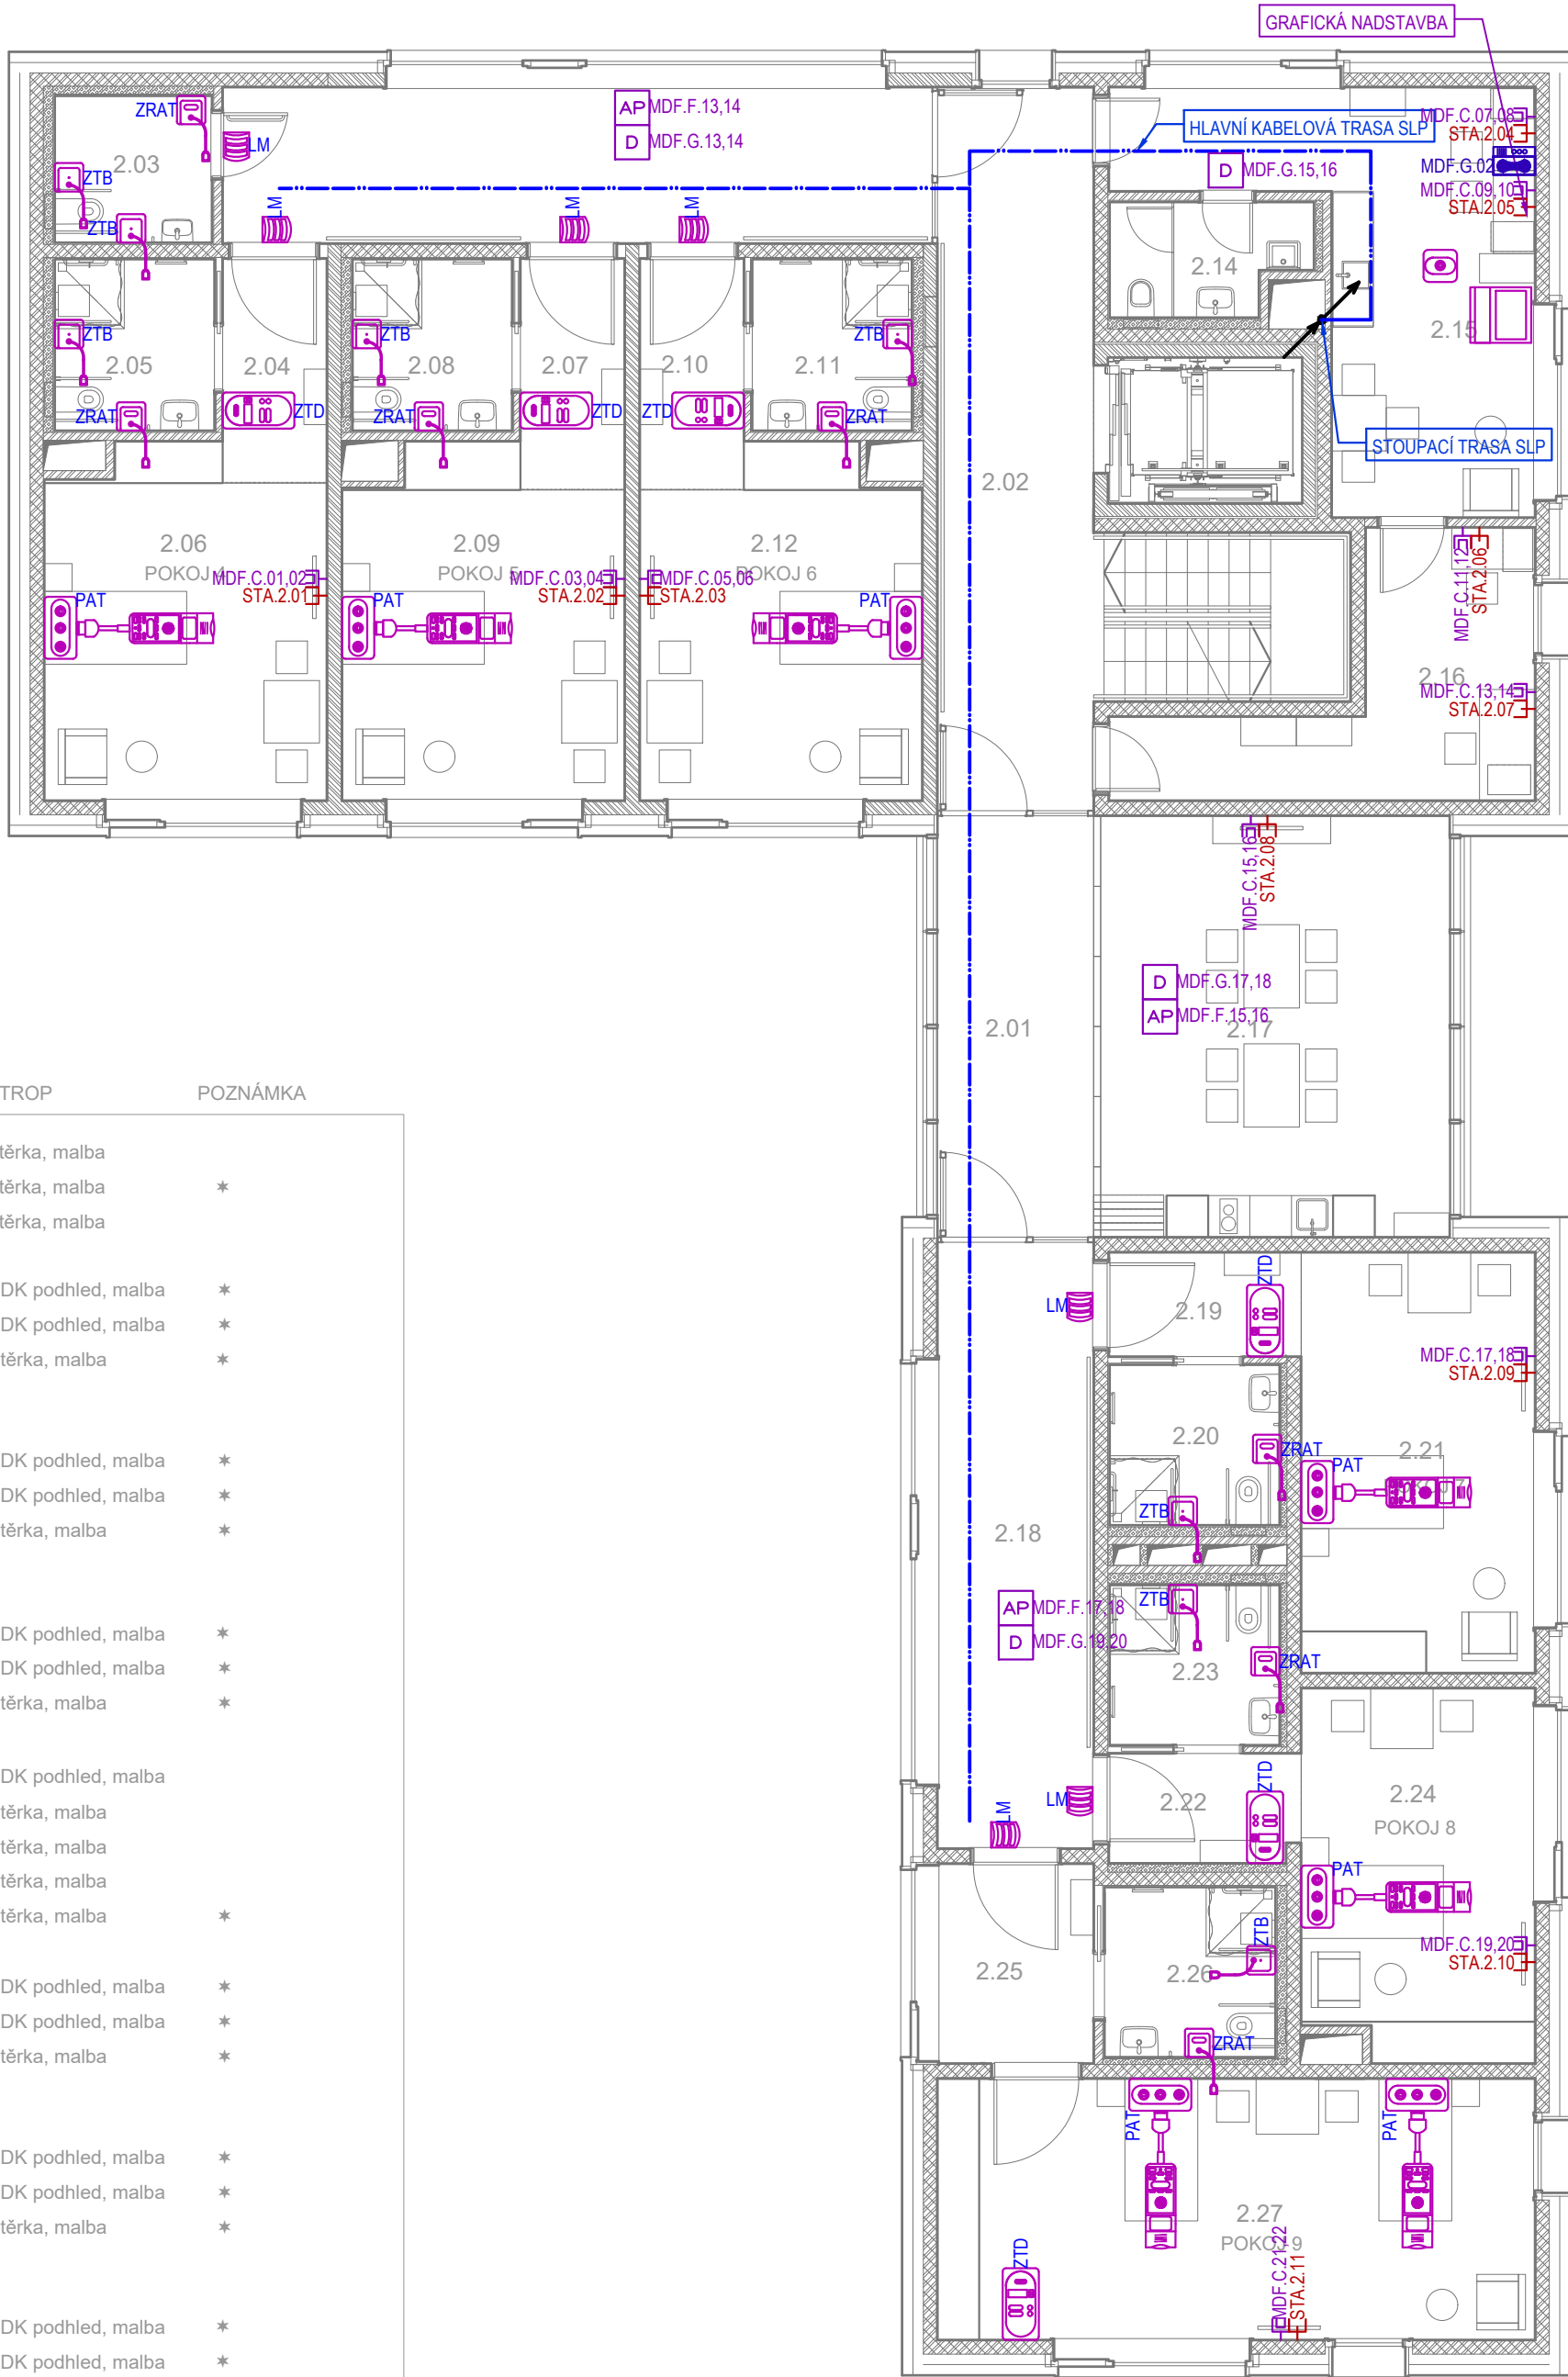 GRAFICKÁ NADSTAVBA
ZRAT
LM
AP
MDF.F.13,14
D
MDF.G.13,14
HLAVNÍ KABELOVÁ TRASA SLP
MDF.C.07,08
STA.2.04
2.03
ZTB
ZTB
D
MDF.G.15,16
MDF.G.02
MDF.C.09,10
STA.2.05
LM
LM
LM
2.14
2.15
ZTB
2.05
2.04
ZTB
2.08
2.07
2.10
2.11
ZTB
ZRAT
ZTD
ZRAT
ZTD
ZTD
ZRAT
STOUPACÍ TRASA SLP
2.02
2.06
POKOJ 4
MDF.C.01,02
STA.2.01
PAT
2.09
POKOJ 5
MDF.C.03,04
STA.2.02
PAT
2.12
POKOJ 6
MDF.C.05,06
STA.2.03
PAT
MDF.C.11,12
STA.2.06
2.16
MDF.C.13,14
STA.2.07
MDF.C.15,16
STA.2.08
D
MDF.G.17,18
AP
MDF.F.15,16
2.17
2.01
TROP POZNÁMKA
těrka, malba
těrka, malba *
těrka, malba
DK podhled, malba *
DK podhled, malba *
těrka, malba *
DK podhled, malba *
DK podhled, malba *
těrka, malba *
DK podhled, malba *
DK podhled, malba *
těrka, malba *
DK podhled, malba
těrka, malba
těrka, malba
těrka, malba
těrka, malba *
DK podhled, malba *
DK podhled, malba *
těrka, malba *
DK podhled, malba *
DK podhled, malba *
těrka, malba *
DK podhled, malba *
DK podhled, malba *
LM
2.19
ZTD
MDF.C.17,18
STA.2.09
2.20
ZRAT
2.21
POKOJ 7
PAT
ZTB
2.18
AP
MDF.F.17,18
D
MDF.G.19,20
ZTB
2.23
ZRAT
LM
LM
2.22
ZTD
2.24
POKOJ 8
PAT
MDF.C.19,20
STA.2.10
2.25
2.26
ZTB
ZRAT
PAT
PAT
2.27
POKOJ 9
ZTD
MDF.C.21,22
STA.2.11